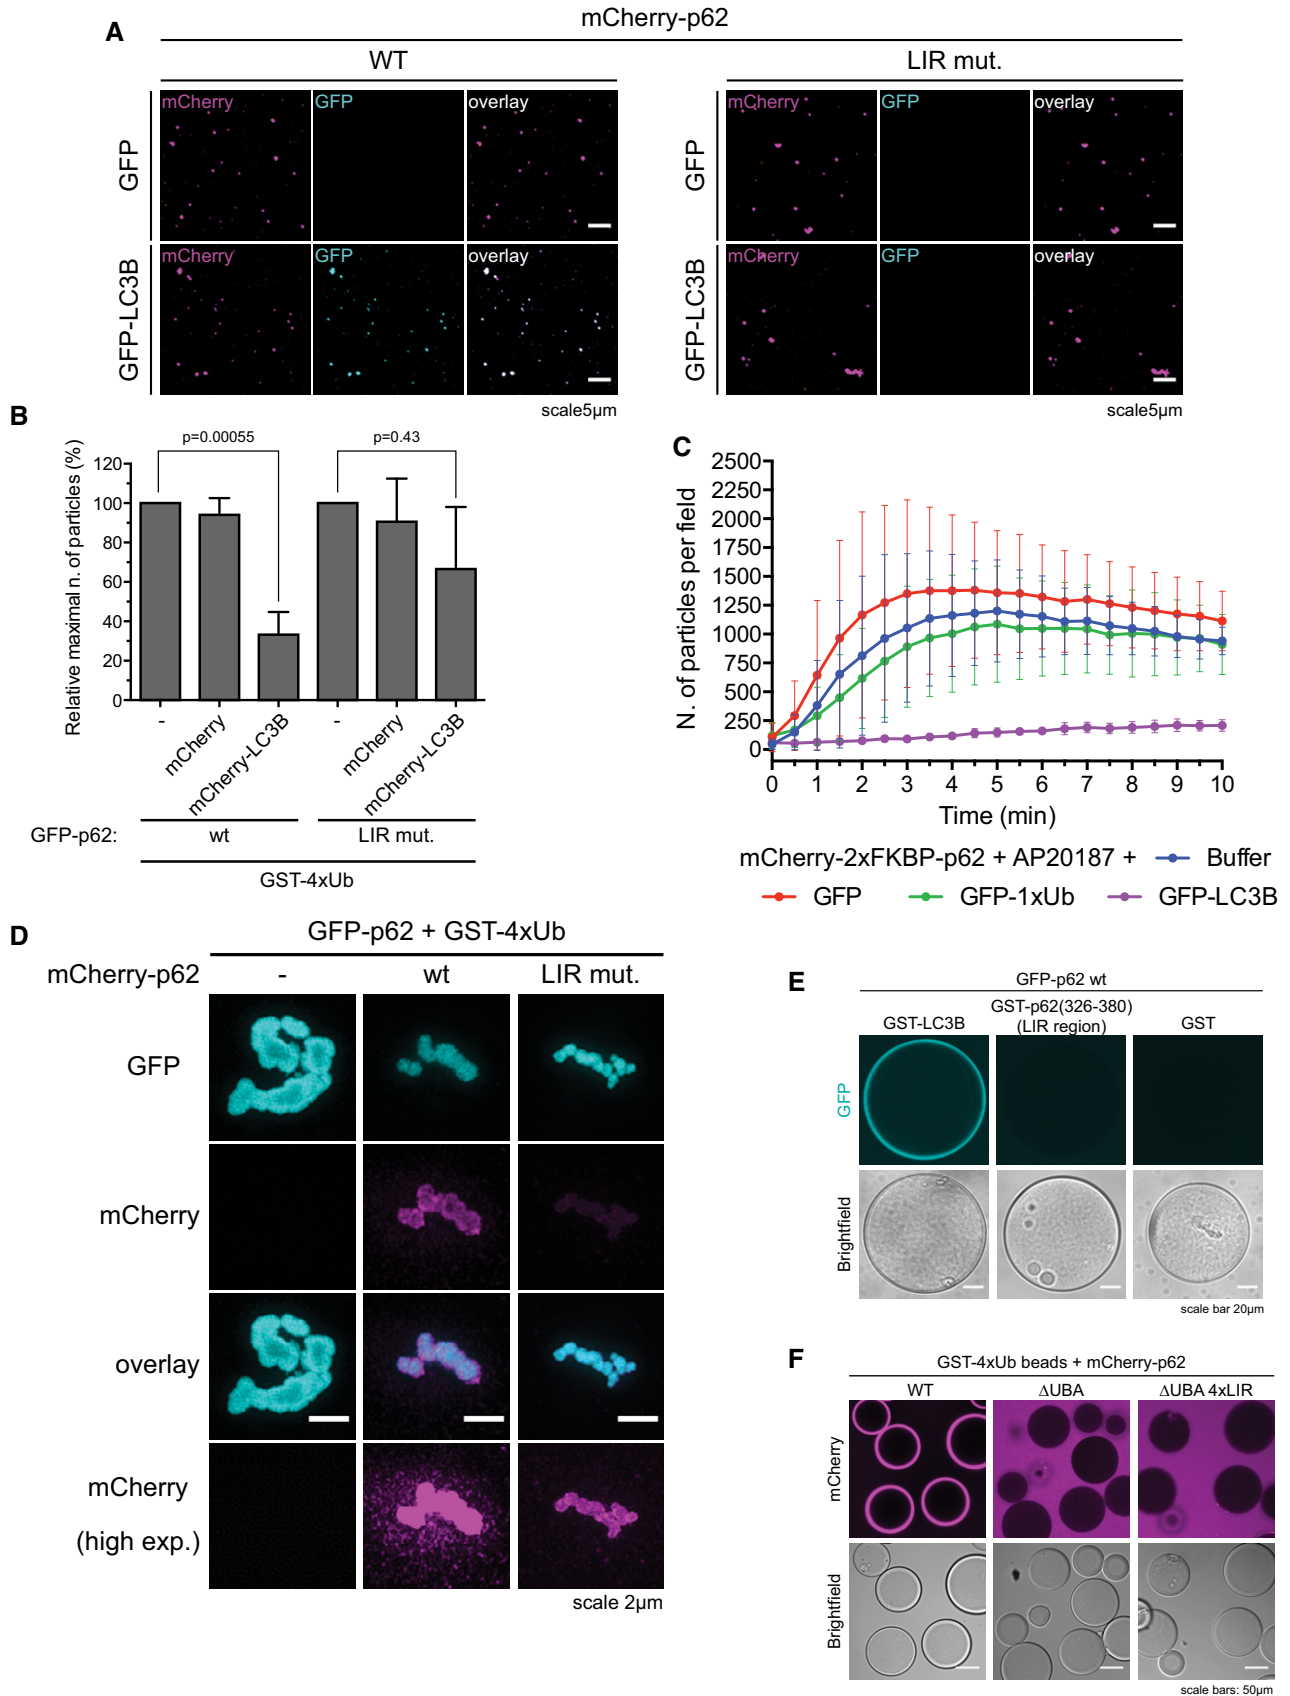 A
mCherry-p62
WT
LIR mut.
GFP
mCherry
GFP
overlay
GFP
mCherry
GFP
overlay
GFP-LC3B
mCherry
GFP
overlay
GFP-LC3B
mCherry
GFP
overlay
scale5µm
scale5µm
B
Relative maximal n. of particles (%)
p=0.00055
p=0.43
120
100
80
60
40
20
0
-
mCherry
mCherry-LC3B
-
mCherry
mCherry-LC3B
GFP-p62:
wt
LIR mut.
GST-4xUb
C
N. of particles per field
2500
2250
2000
1750
1500
1250
1000
750
500
250
0
0 1 2 3 4 5 6 7 8 9 10
Time (min)
mCherry-2xFKBP-p62 + AP20187 + Buffer
GFP GFP-1xUb GFP-LC3B
D
GFP-p62 + GST-4xUb
mCherry-p62
-
wt
LIR mut.
GFP
mCherry
overlay
mCherry
(high exp.)
scale 2µm
E
GFP-p62 wt
GST-LC3B
GST-p62(326-380)
(LIR region)
GST
GFP
Brightfield
scale bar 20µm
F
GST-4xUb beads + mCherry-p62
WT
ΔUBA
ΔUBA 4xLIR
mCherry
Brightfield
scale bars: 50µm